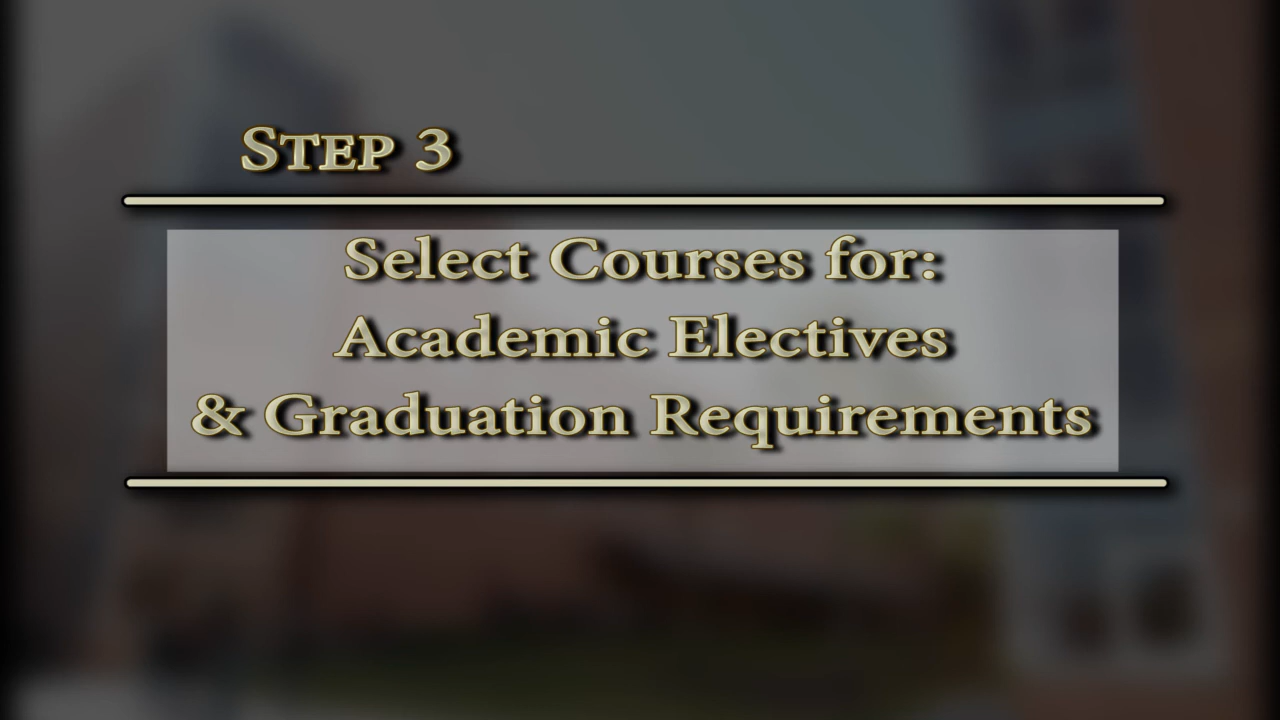 Step 3
Select Courses for:
Academic Electives
& Graduation Requirements